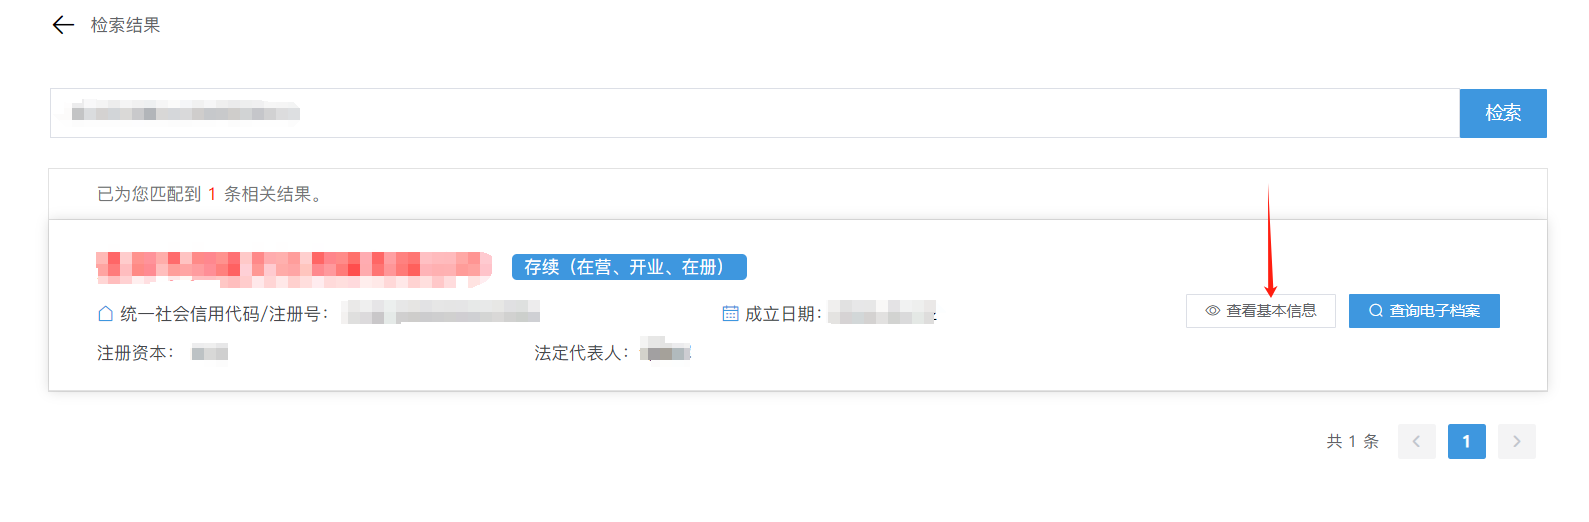 检索结果
检索
已为您匹配到 1 条相关结果。
存续（在营、开业、在册）
统一社会信用代码/注册号：
成立日期：
查看基本信息
查询电子档案
注册资本：
法定代表人：
共 1 条
1